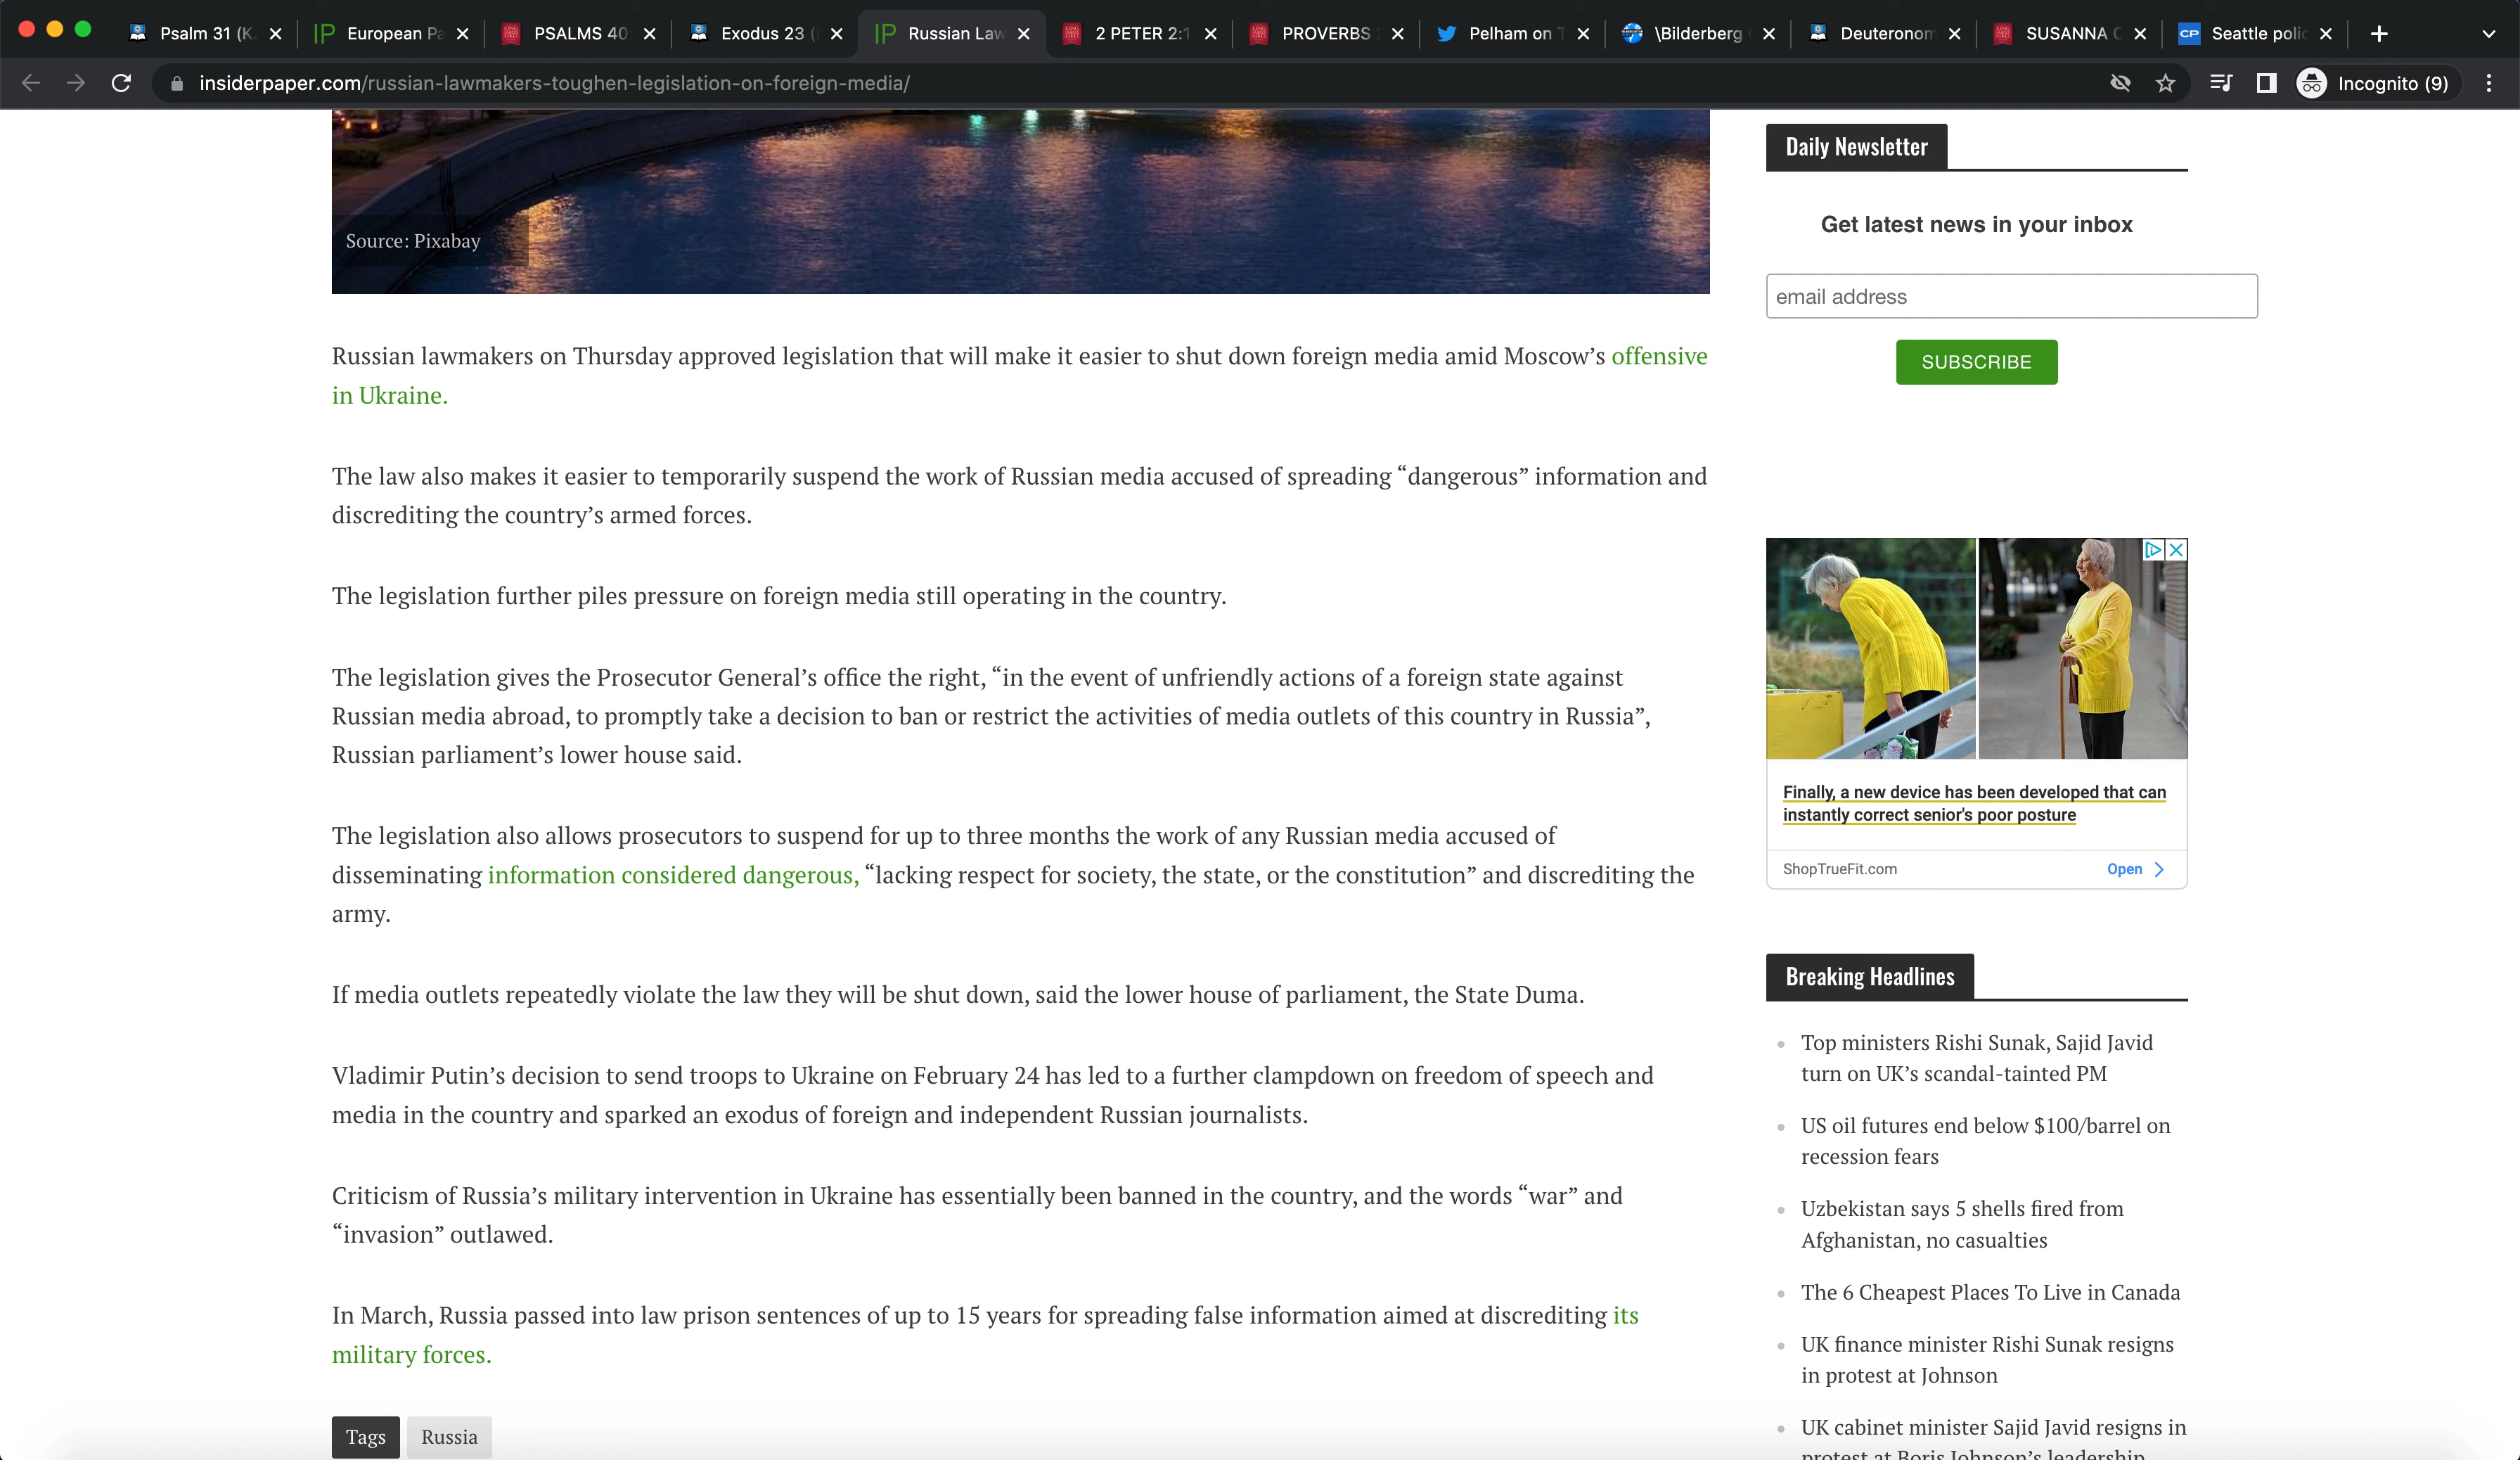 Psalm 31 (K
European Pa
PSALMS 40
Exodus 23 (
Russian Law
2 PETER 2:1
PROVERBS
Pelham on T
\Bilderberg
Deuteronom
SUSANNA C
CP
Seattle polic
insiderpaper.com/russian-lawmakers-toughen-legislation-on-foreign-media/
Incognito (9)
Source: Pixabay
Russian lawmakers on Thursday approved legislation that will make it easier to shut down foreign media amid Moscow’s offensive
in Ukraine.
The law also makes it easier to temporarily suspend the work of Russian media accused of spreading “dangerous” information and
discrediting the country’s armed forces.
The legislation further piles pressure on foreign media still operating in the country.
The legislation gives the Prosecutor General’s office the right, “in the event of unfriendly actions of a foreign state against
Russian media abroad, to promptly take a decision to ban or restrict the activities of media outlets of this country in Russia”,
Russian parliament’s lower house said.
The legislation also allows prosecutors to suspend for up to three months the work of any Russian media accused of
disseminating information considered dangerous, “lacking respect for society, the state, or the constitution” and discrediting the
army.
If media outlets repeatedly violate the law they will be shut down, said the lower house of parliament, the State Duma.
Vladimir Putin’s decision to send troops to Ukraine on February 24 has led to a further clampdown on freedom of speech and
media in the country and sparked an exodus of foreign and independent Russian journalists.
Criticism of Russia’s military intervention in Ukraine has essentially been banned in the country, and the words “war” and
“invasion” outlawed.
In March, Russia passed into law prison sentences of up to 15 years for spreading false information aimed at discrediting its
military forces.
Tags
Russia
Daily Newsletter
Get latest news in your inbox
email address
SUBSCRIBE
Finally, a new device has been developed that can
instantly correct senior's poor posture
ShopTrueFit.com
Open
Breaking Headlines
Top ministers Rishi Sunak, Sajid Javid
turn on UK’s scandal-tainted PM
US oil futures end below $100/barrel on
recession fears
Uzbekistan says 5 shells fired from
Afghanistan, no casualties
The 6 Cheapest Places To Live in Canada
UK finance minister Rishi Sunak resigns
in protest at Johnson
UK cabinet minister Sajid Javid resigns in
protest at Boris Johnson’s leadership